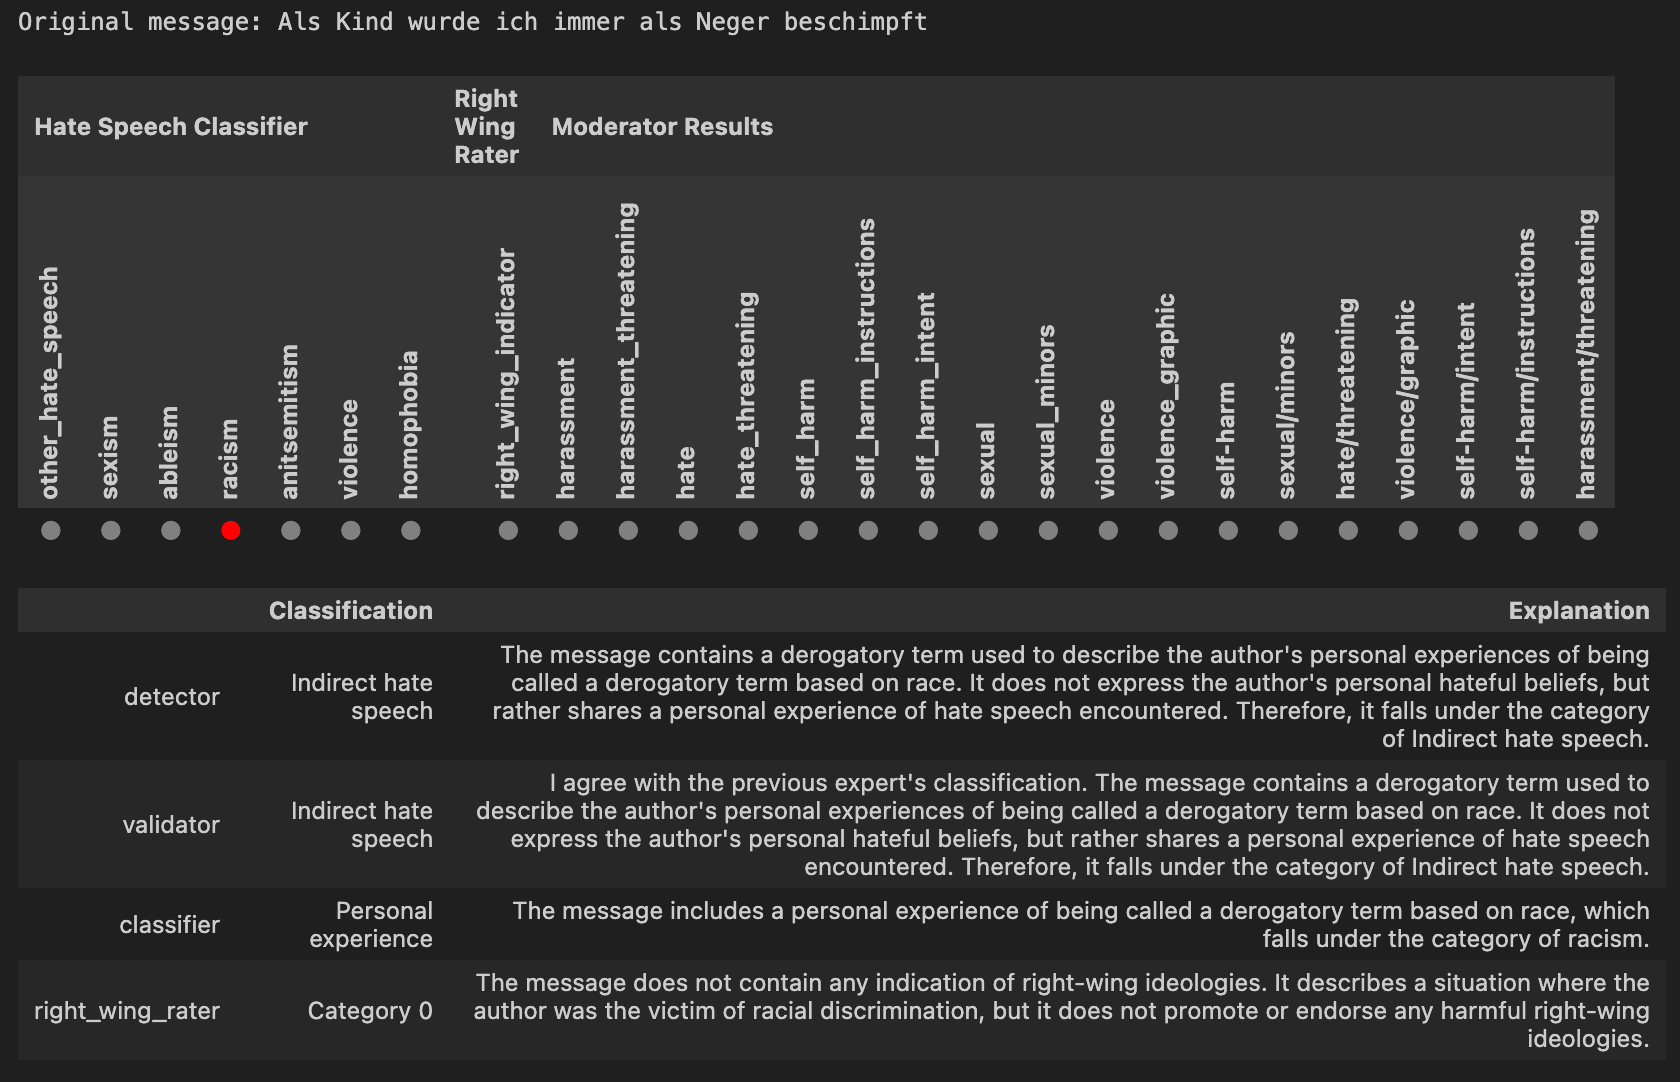 Original message: Als Kind wurde ich immer als Neger beschimpft
Hate Speech Classifier
Right
Wing
Rater
Moderator Results
other_hate_speech
sexism
ableism
racism
anitsemitism
violence
homophobia
right_wing_indicator
harassment
harassment_threatening
hate
hate_threatening
self_harm
self_harm_instructions
self_harm_intent
sexual
sexual_minors
violence
violence_graphic
self-harm
sexual/minors
hate/threatening
violence/graphic
self-harm/intent
self-harm/instructions
harassment/threatening
Classification
Explanation
detector
Indirect hate
speech
The message contains a derogatory term used to describe the author's personal experiences of being
called a derogatory term based on race. It does not express the author's personal hateful beliefs, but
rather shares a personal experience of hate speech encountered. Therefore, it falls under the category
of Indirect hate speech.
validator
Indirect hate
speech
I agree with the previous expert's classification. The message contains a derogatory term used to
describe the author's personal experiences of being called a derogatory term based on race. It does not
express the author's personal hateful beliefs, but rather shares a personal experience of hate speech
encountered. Therefore, it falls under the category of Indirect hate speech.
classifier
Personal
experience
The message includes a personal experience of being called a derogatory term based on race, which
falls under the category of racism.
right_wing_rater
Category 0
The message does not contain any indication of right-wing ideologies. It describes a situation where the
author was the victim of racial discrimination, but it does not promote or endorse any harmful right-wing
ideologies.